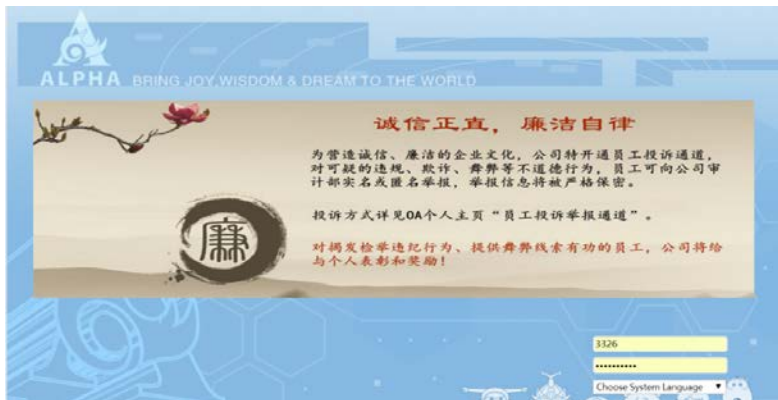 ALPHA BRING JOY,WISDOM & DREAM TO THE WORLD
诚信正直，廉洁自律
为营造诚信、廉洁的企业文化，公司特开通员工投诉通道，
对可疑的违规、欺诈、舞弊等不道德行为，员工可向公司审
计部实名或匿名举报，举报信息将被严格保密。
投诉方式详见OA个人主页“员工投诉举报通道”。
廉
对揭发检举违纪行为、提供舞弊线索有功的员工，公司将给
与个人表彰和奖励！
3326
••••••••••
Choose System Language